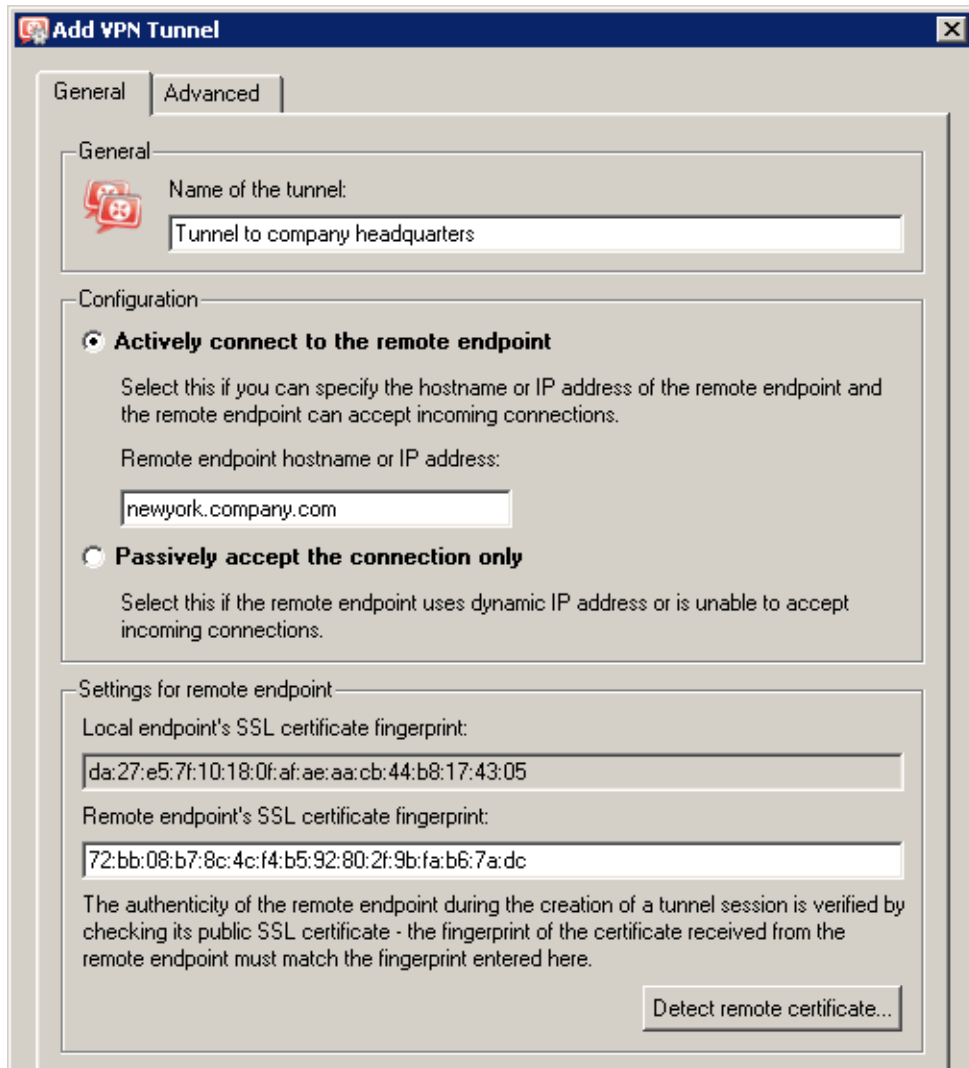 Add VPN Tunnel
General
Advanced
General
Name of the tunnel:
Tunnel to company headquarters
Configuration
Actively connect to the remote endpoint
Select this if you can specify the hostname or IP address of the remote endpoint and
the remote endpoint can accept incoming connections.
Remote endpoint hostname or IP address:
newyork.company.com
Passively accept the connection only
Select this if the remote endpoint uses dynamic IP address or is unable to accept
incoming connections.
Settings for remote endpoint
Local endpoint's SSL certificate fingerprint:
da:27:e5:7f:10:18:0f:af:ae:aa:cb:44:b8:17:43:05
Remote endpoint's SSL certificate fingerprint:
72:bb:08:b7:8c:4c:f4:b5:92:80:2f:9b:fa:b6:7a:dc
The authenticity of the remote endpoint during the creation of a tunnel session is verified by
checking its public SSL certificate - the fingerprint of the certificate received from the
remote endpoint must match the fingerprint entered here.
Detect remote certificate...